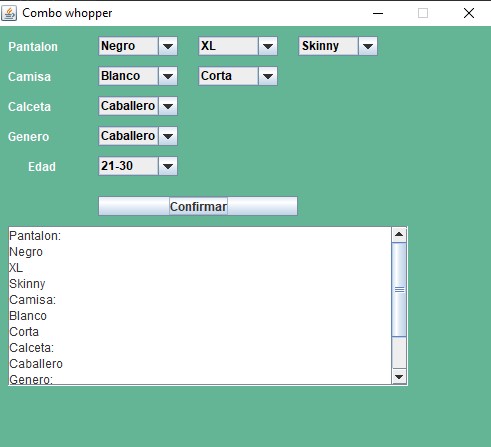 Combo whopper
Pantalon Negro XL Skinny
Camisa Blanco Corta
Calceta Caballero
Genero Caballero
Edad 21-30
Confirmar
Pantalon:
Negro
XL
Skinny
Camisa:
Blanco
Corta
Calceta:
Caballero
Genero: